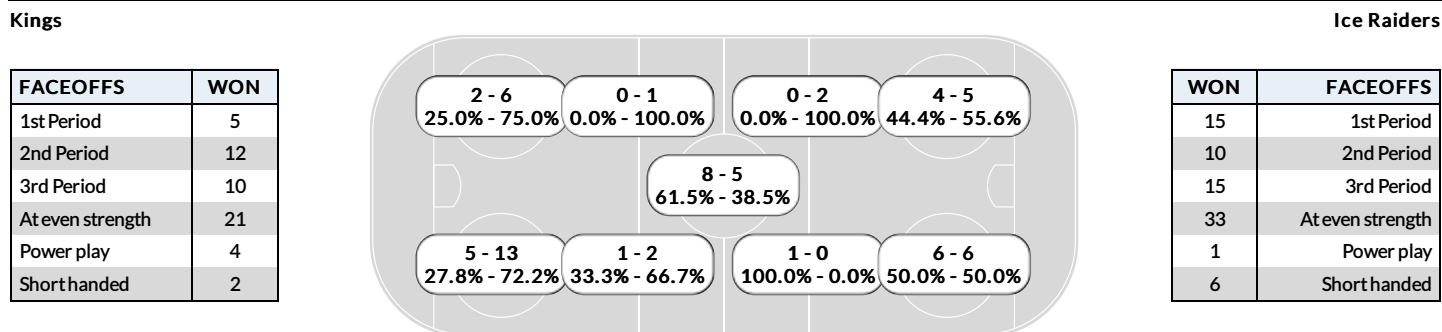 Kings
Ice Raiders
FACEOFFS WON
1st Period 5
2nd Period 12
3rd Period 10
At even strength 21
Power play 4
Short handed 2
2 - 6
25.0% - 75.0%
0 - 1
0.0% - 100.0%
0 - 2
0.0% - 100.0%
4 - 5
44.4% - 55.6%
8 - 5
61.5% - 38.5%
5 - 13
27.8% - 72.2%
1 - 2
33.3% - 66.7%
1 - 0
100.0% - 0.0%
6 - 6
50.0% - 50.0%
WON FACEOFFS
15 1st Period
10 2nd Period
15 3rd Period
33 At even strength
1 Power play
6 Short handed